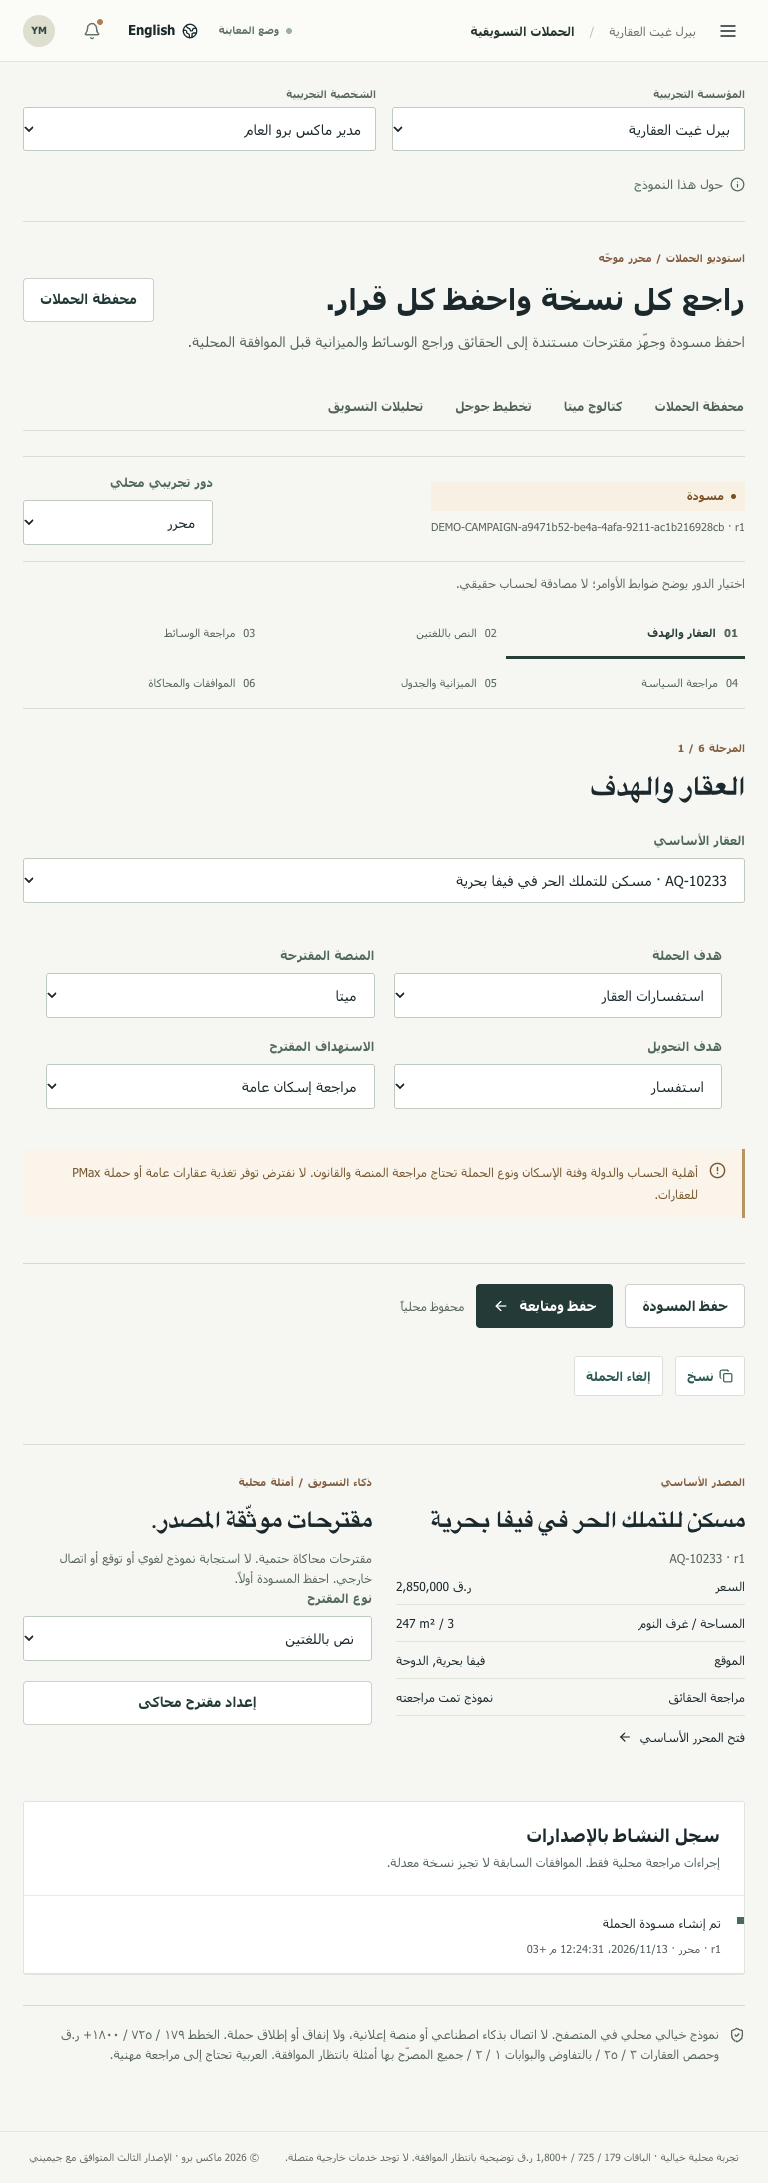 بيرل غيت العقارية / الحملات التسويقية
وضع المعاينة
English
YM
المؤسسة التجريبية
بيرل غيت العقارية
الشخصية التجريبية
مدير ماكس برو العام
حول هذا النموذج
استوديو الحملات / محرر موجّه
راجع كل نسخة واحفظ كل قرار.
محفظة الحملات
احفظ مسودة وجهّز مقترحات مستندة إلى الحقائق وراجع الوسائط والميزانية قبل الموافقة المحلية.
محفظة الحملات
كتالوج ميتا
تخطيط جوجل
تحليلات التسويق
مسودة
DEMO-CAMPAIGN-a9471b52-be4a-4afa-9211-ac1b216928cb · r1
دور تجريبي محلي
محرر
اختيار الدور يوضح ضوابط الأوامر؛ لا مصادقة لحساب حقيقي.
01 العقار والهدف
02 النص باللغتين
03 مراجعة الوسائط
04 مراجعة السياسة
05 الميزانية والجدول
06 الموافقات والمحاكاة
المرحلة 6 / 1
العقار والهدف
العقار الأساسي
AQ-10233 · مسكن للتملك الحر في فيفا بحرية
هدف الحملة
استفسارات العقار
المنصة المقترحة
ميتا
هدف التحويل
استفسار
الاستهداف المقترح
مراجعة إسكان عامة
أهلية الحساب والدولة وفئة الإسكان ونوع الحملة تحتاج مراجعة المنصة والقانون. لا نفترض توفر تغذية عقارات عامة أو حملة PMax
للعقارات.
حفظ المسودة
حفظ ومتابعة
محفوظ محلياً
نسخ
إلغاء الحملة
المصدر الأساسي
مسكن للتملك الحر في فيفا بحرية
AQ-10233 · r1
السعر
2,850,000 ر.ق
المساحة / غرف النوم
247 m² / 3
الموقع
فيفا بحرية, الدوحة
مراجعة الحقائق
نموذج تمت مراجعته
فتح المحرر الأساسي
ذكاء التسويق / أمثلة محلية
مقترحات موثّقة المصدر.
مقترحات محاكاة حتمية. لا استجابة نموذج لغوي أو توقع أو اتصال
خارجي. احفظ المسودة أولاً.
نوع المقترح
نص باللغتين
إعداد مقترح محاكى
سجل النشاط بالإصدارات
إجراءات مراجعة محلية فقط. الموافقات السابقة لا تجيز نسخة معدلة.
تم إنشاء مسودة الحملة
r1 · محرر · 2026/11/13، 12:24:31 م +03
نموذج خيالي محلي في المتصفح. لا اتصال بذكاء اصطناعي أو منصة إعلانية، ولا إنفاق أو إطلاق حملة. الخطط ١٧٩ / ٧٢٥ / ١٨٠٠+ ر.ق
وحصص العقارات ٣ / ٢٥ / بالتفاوض والبوابات ١ / ٢ / جميع المصرّح بها أمثلة بانتظار الموافقة. العربية تحتاج إلى مراجعة مهنية.
تجربة محلية خيالية · الباقات 179 / 725 / +1,800 ر.ق توضيحية بانتظار الموافقة. لا توجد خدمات خارجية متصلة.
© 2026 ماكس برو · الإصدار الثالث المتوافق مع جيميني